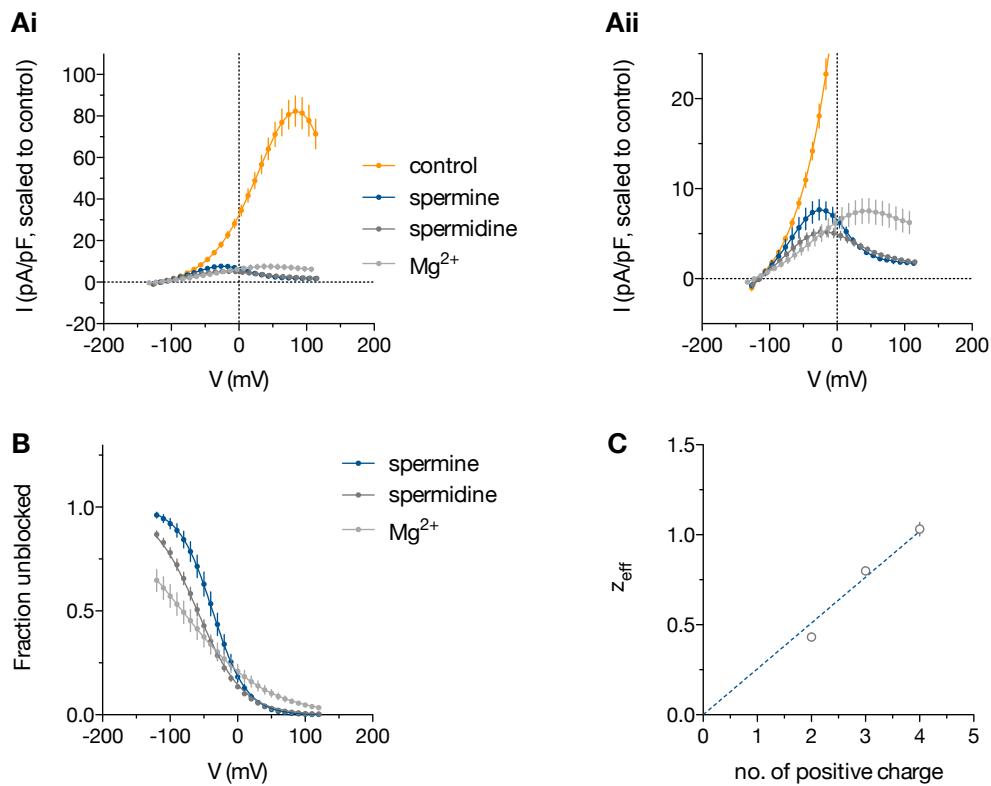 Ai
I (pA/pF, scaled to control)
100
80
60
40
20
0
-20
-200
-100
0
100
200
V (mV)
control
spermine
spermidine
Mg2+
Aii
I (pA/pF, scaled to control)
20
10
0
-200
-100
0
100
200
V (mV)
B
Fraction unblocked
1.0
0.5
0.0
-200
-100
0
100
200
V (mV)
spermine
spermidine
Mg2+
C
zeff
1.5
1.0
0.5
0.0
0
1
2
3
4
5
no. of positive charge